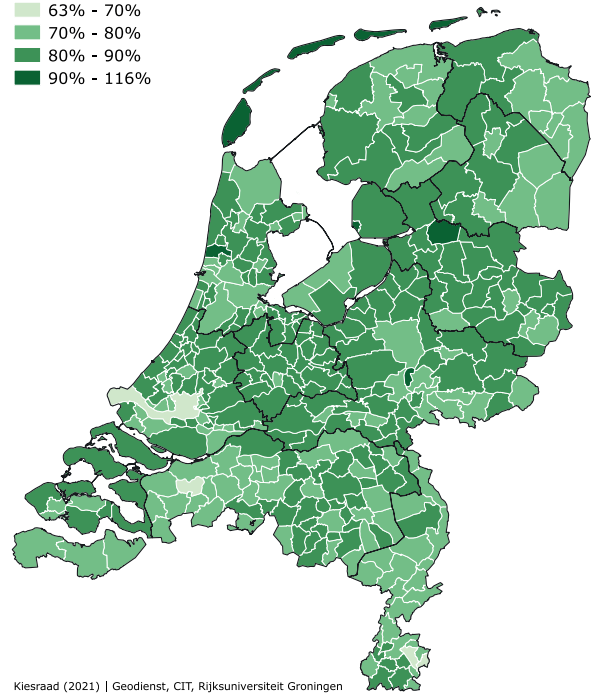 63% - 70%
70% - 80%
80% - 90%
90% - 116%
Kiesraad (2021) | Geodienst, CIT, Rijksuniversiteit Groningen